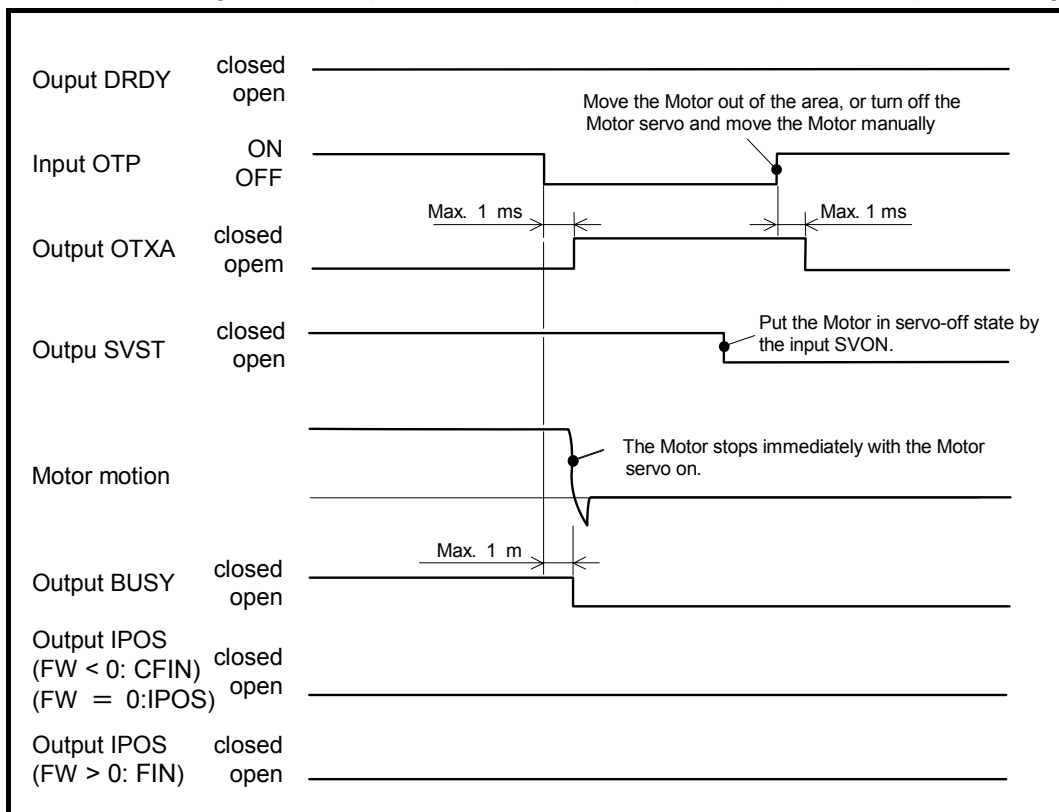 Ouput DRDY
closed
open
Move the Motor out of the area, or turn off the
Motor servo and move the Motor manually
Input OTP
ON
OFF
Max. 1 ms
Max. 1 ms
Output OTXA
closed
opem
Put the Motor in servo-off state by
the input SVON.
Outpu SVST
closed
open
The Motor stops immediately with the Motor
servo on.
Motor motion
Max. 1 m
Output BUSY
closed
open
Output IPOS
(FW < 0: CFIN)
(FW = 0:IPOS)
closed
open
Output IPOS
(FW > 0: FIN)
closed
open